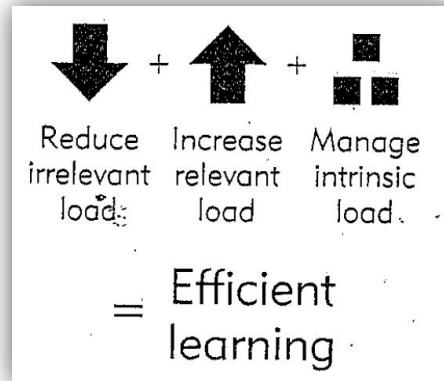 + +
Reduce Increase Manage
irrelevant relevant intrinsic
load load load
= Efficient
learning